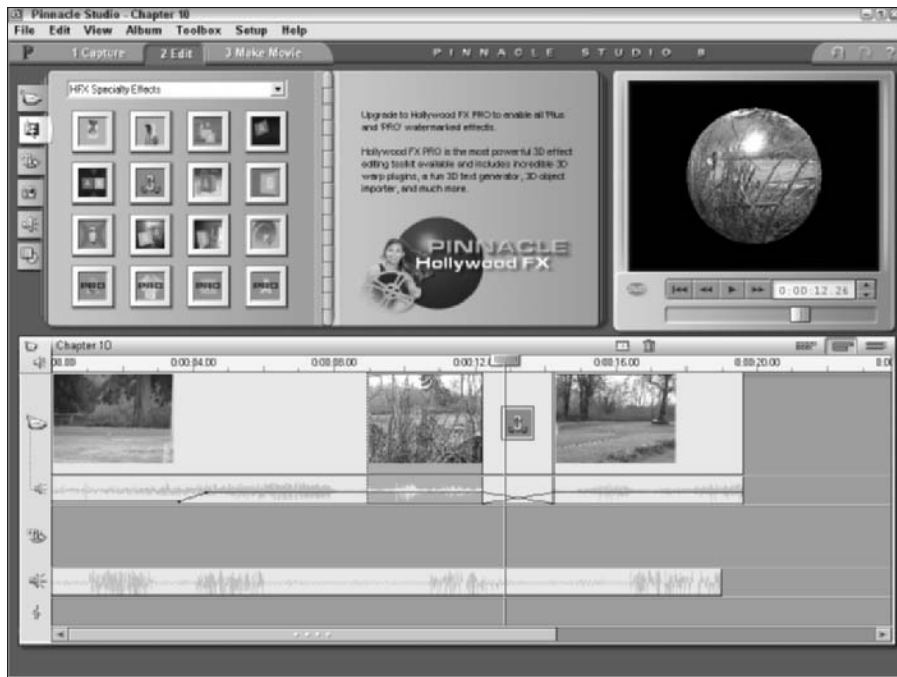 Pinnacle Studio - Chapter 10
File Edit View Album Toolbox Setup Help
1 Capture 2 Edit 3 Make Movie PINNACLE STUDIO 8
HFX Specialty Effects
Upgrade to Hollywood FX PRO to enable all 'Plus
and 'PRO' watermarked effects.
Hollywood FX PRO is the most powerful 3D effect
editing toolkit available and includes incredible 3D
warp plugins, a fun 3D text generator, 3D object
importer, and much more.
PINNACLE
Hollywood FX
PRO PRO PRO PRO
0:00:12.26
Chapter 10
00.00 0:00:04.00 0:00:08.00 0:00:12.0 0:00:16.00 0:00:20.00 0:00